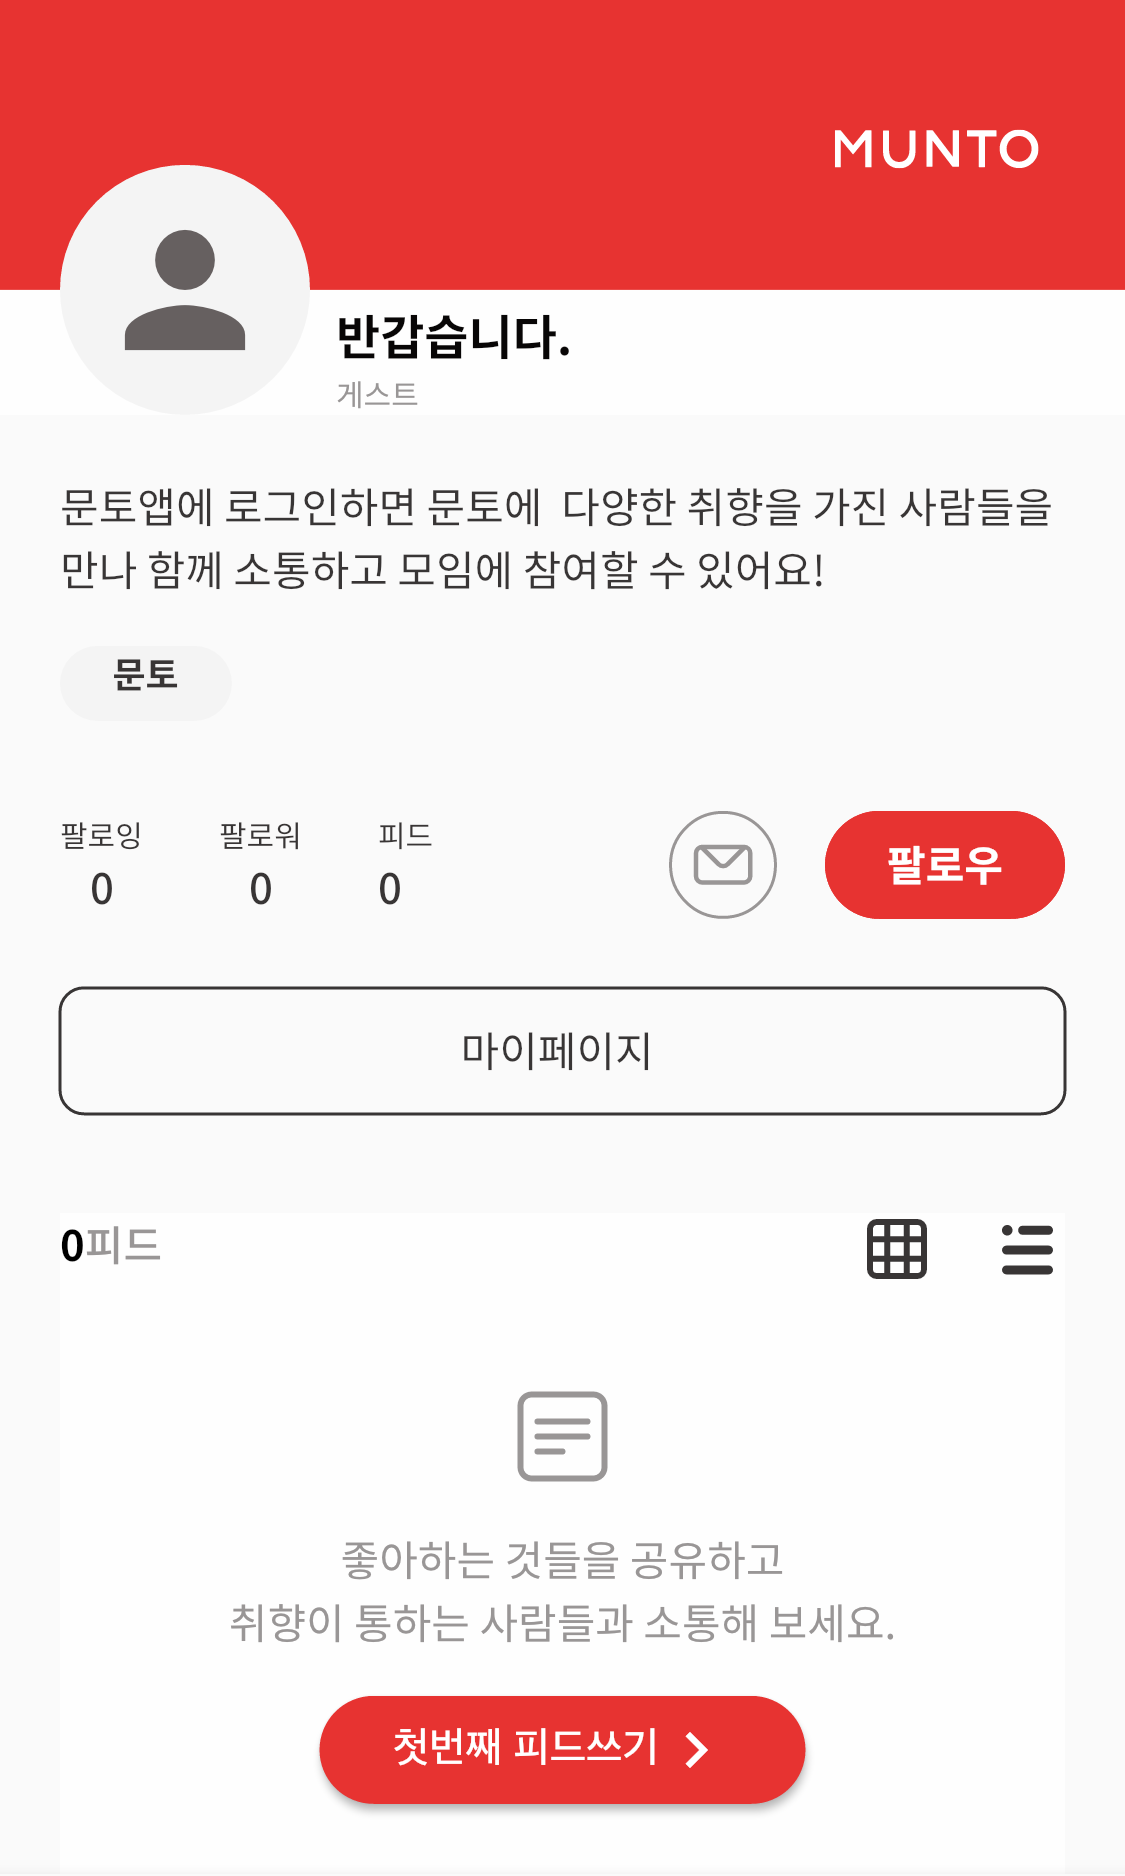 MUNTO
반갑습니다.
게스트
문토앱에 로그인하면 문토에  다양한 취향을 가진 사람들을
만나 함께 소통하고 모임에 참여할 수 있어요!
문토
팔로잉 팔로워 피드
0 0 0
팔로우
마이페이지
0피드
좋아하는 것들을 공유하고
취향이 통하는 사람들과 소통해 보세요.
첫번째 피드쓰기